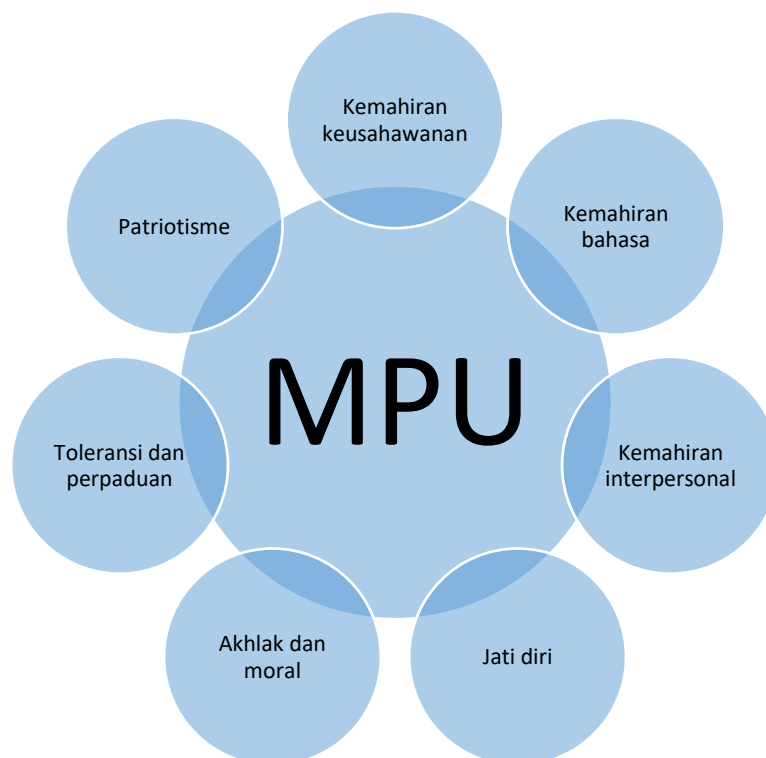 Kemahiran
keusahawanan
Kemahiran
bahasa
Patriotisme
MPU
Kemahiran
interpersonal
Toleransi dan
perpaduan
Akhlak dan
moral
Jati diri